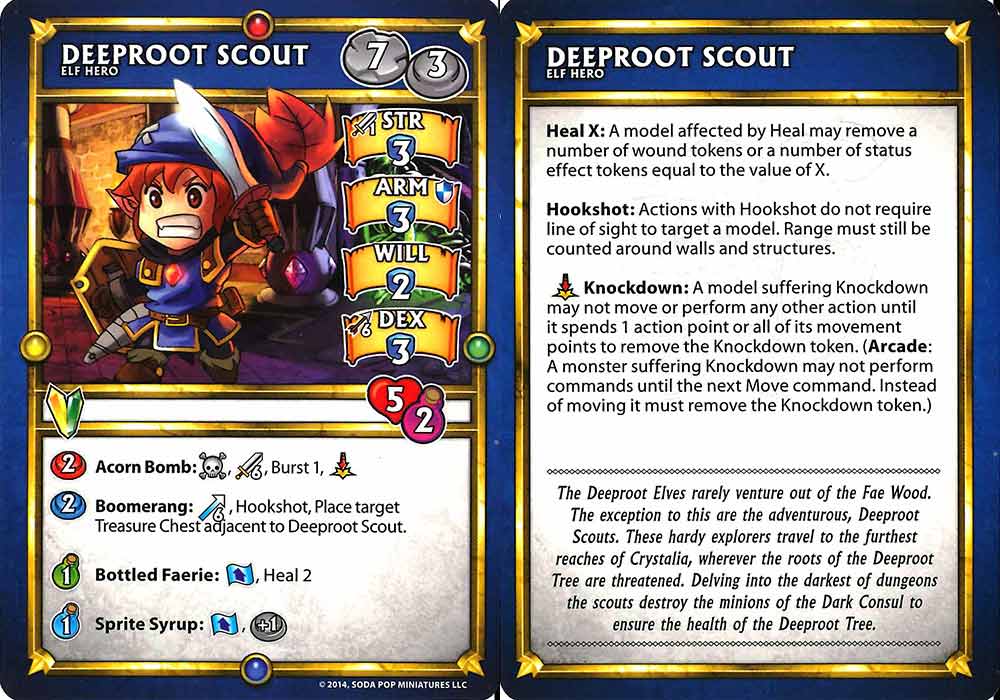 DEEPROOT SCOUT
ELF HERO
7
3
1 STR
3
ARM
3
WILL
2
6 DEX
3
5
2
2 Acorn Bomb: , 6, Burst 1,
2 Boomerang: 6, Hookshot, Place target
Treasure Chest adjacent to Deeproot Scout.
1 Bottled Faerie: , Heal 2
1 Sprite Syrup: , +1
© 2014, SODA POP MINIATURES LLC
DEEPROOT SCOUT
ELF HERO
Heal X: A model affected by Heal may remove a
number of wound tokens or a number of status
effect tokens equal to the value of X.
Hookshot: Actions with Hookshot do not require
line of sight to target a model. Range must still be
counted around walls and structures.
Knockdown: A model suffering Knockdown
may not move or perform any other action until
it spends 1 action point or all of its movement
points to remove the Knockdown token. (Arcade:
A monster suffering Knockdown may not perform
commands until the next Move command. Instead
of moving it must remove the Knockdown token.)
The Deeproot Elves rarely venture out of the Fae Wood.
The exception to this are the adventurous, Deeproot
Scouts. These hardy explorers travel to the furthest
reaches of Crystalia, wherever the roots of the Deeproot
Tree are threatened. Delving into the darkest of dungeons
the scouts destroy the minions of the Dark Consul to
ensure the health of the Deeproot Tree.